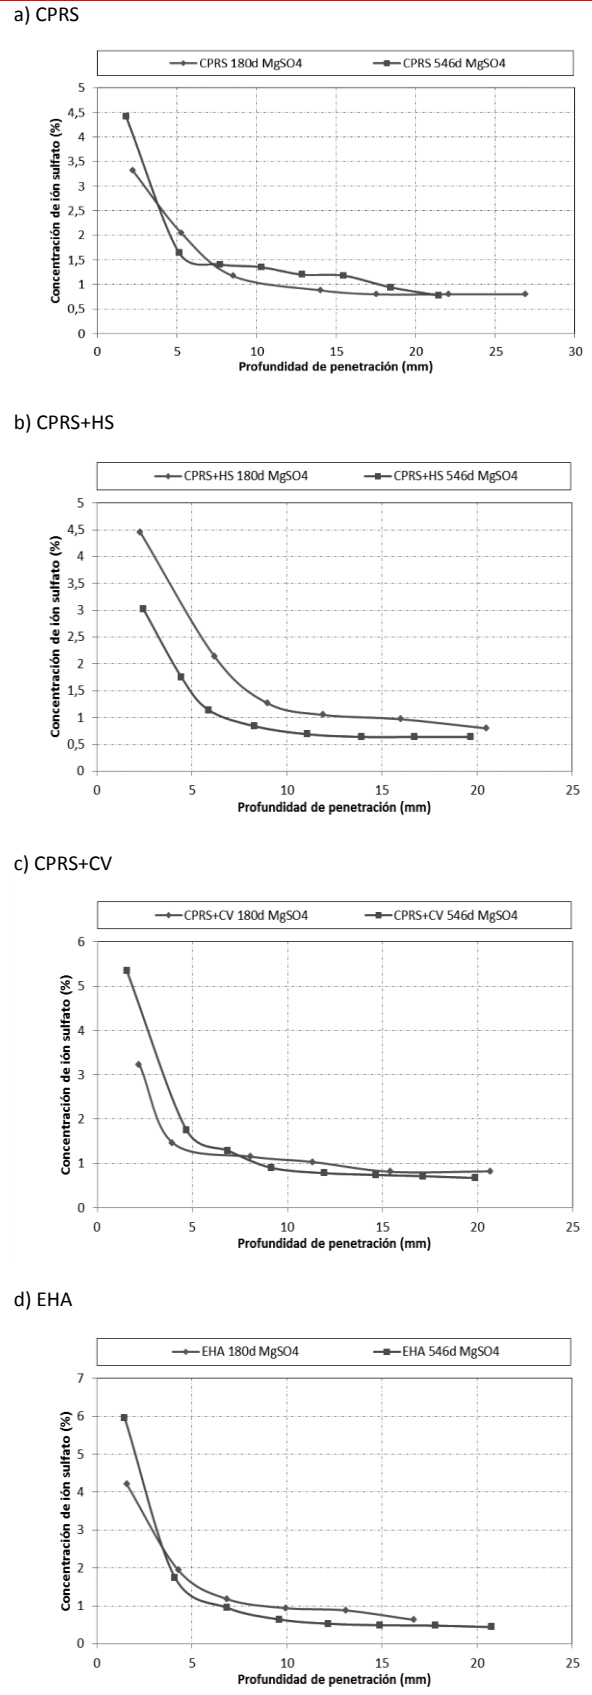 a) CPRS
CPRS 180d MgSO4 CPRS 546d MgSO4
Concentración de ión sulfato (%)
5
4,5
4
3,5
3
2,5
2
1,5
1
0,5
0
0 5 10 15 20 25 30
Profundidad de penetración (mm)
b) CPRS+HS
CPRS+HS 180d MgSO4 CPRS+HS 546d MgSO4
Concentración de ión sulfato (%)
5
4,5
4
3,5
3
2,5
2
1,5
1
0,5
0
0 5 10 15 20 25
Profundidad de penetración (mm)
c) CPRS+CV
CPRS+CV 180d MgSO4 CPRS+CV 546d MgSO4
Concentración de ión sulfato (%)
6
5
4
3
2
1
0
0 5 10 15 20 25
Profundidad de penetración (mm)
d) EHA
EHA 180d MgSO4 EHA 546d MgSO4
Concentración de ión sulfato (%)
7
6
5
4
3
2
1
0
0 5 10 15 20 25
Profundidad de penetración (mm)